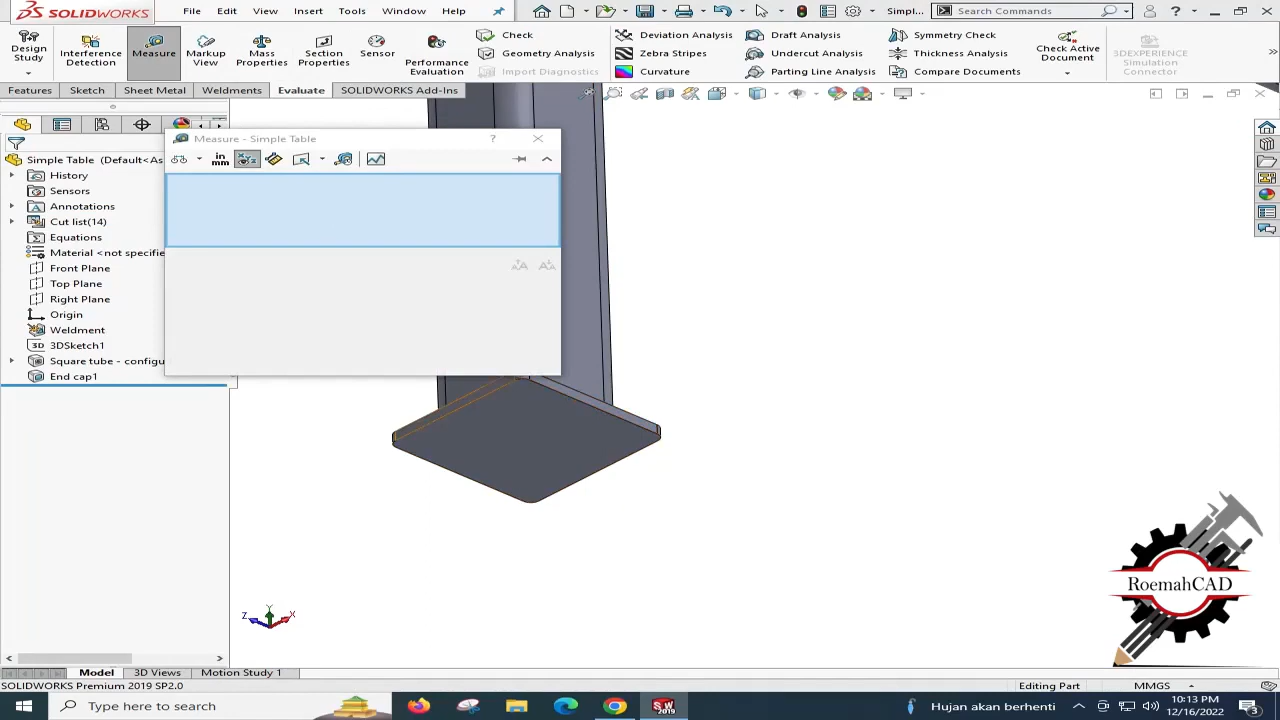 SOLIDWORKS
File
Edit
View
Insert
Tools
Window
Help
Simpl...
Search Commands
Design
Study
Interference
Detection
Measure
Markup
View
Mass
Properties
Section
Properties
Sensor
Performance
Evaluation
Check
Geometry Analysis
Import Diagnostics
Deviation Analysis
Zebra Stripes
Curvature
Draft Analysis
Undercut Analysis
Parting Line Analysis
Symmetry Check
Thickness Analysis
Compare Documents
Check Active
Document
3DEXPERIENCE
Simulation
Connector
Features
Sketch
Sheet Metal
Weldments
Evaluate
SOLIDWORKS Add-Ins
Measure - Simple Table
?
in
mm
Simple Table (Default<As
History
Sensors
Annotations
Cut list(14)
Equations
Material <not specifie
Front Plane
Top Plane
Right Plane
Origin
Weldment
3DSketch1
Square tube - configu
End cap1
Y
Z
X
RoemahCAD
Model
3D Views
Motion Study 1
SOLIDWORKS Premium 2019 SP2.0
Editing Part
MMGS
Type here to search
SW
2019
Hujan akan berhenti
10:13 PM
12/16/2022
3